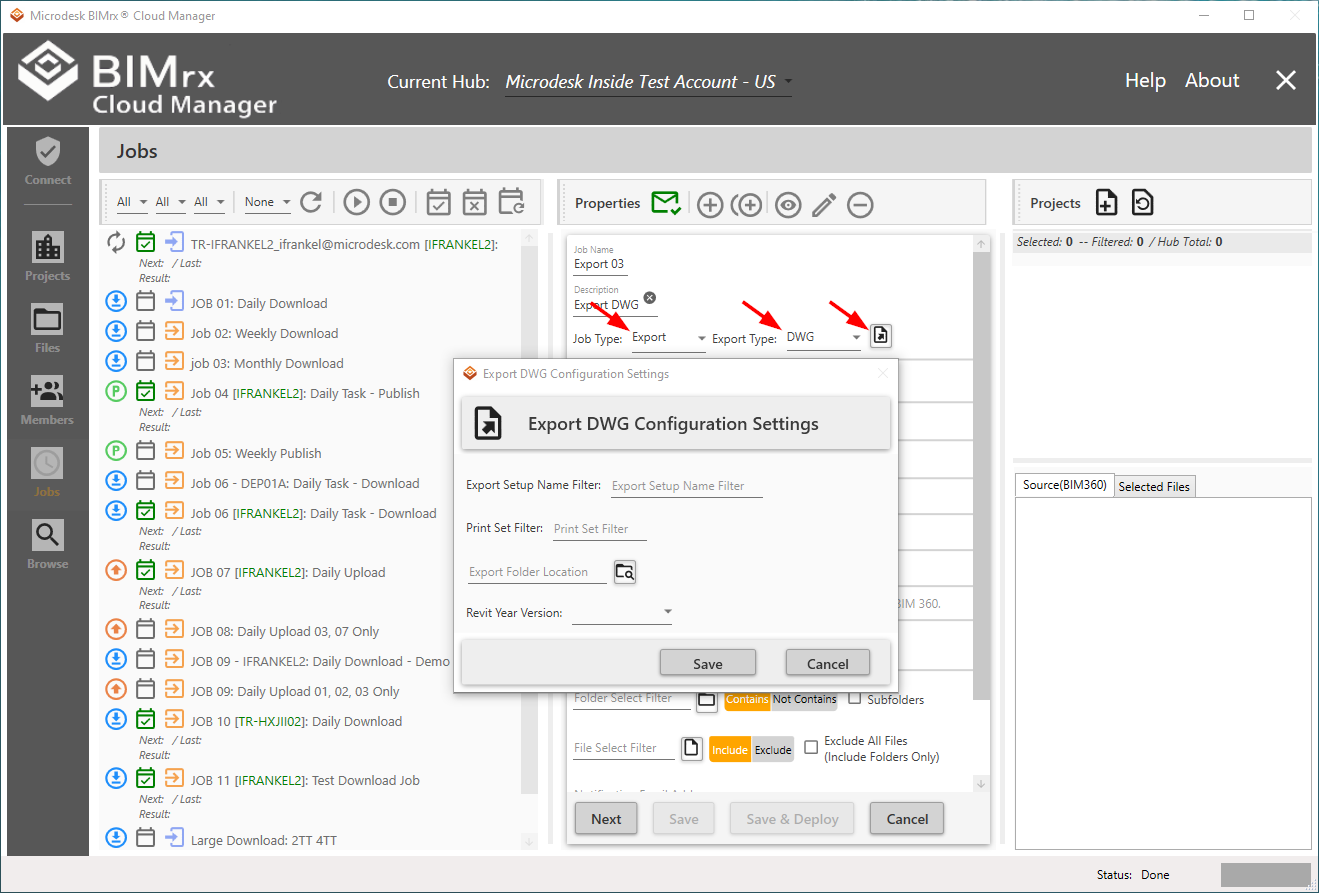 Microdesk BIMrx® Cloud Manager
BIMrx
Cloud Manager
Current Hub: Microdesk Inside Test Account - US
Help About
Connect
Projects
Files
Members
Jobs
Browse
Jobs
All All All None
TR-IFRANKEL2_ifrankel@microdesk.com [IFRANKEL2]:
Next: / Last:
Result:
JOB 01: Daily Download
Job 02: Weekly Download
job 03: Monthly Download
P Job 04 [IFRANKEL2]: Daily Task - Publish
Next: / Last:
Result:
P Job 05: Weekly Publish
Job 06 - DEP01A: Daily Task - Download
Job 06 [IFRANKEL2]: Daily Task - Download
Next: / Last:
Result:
JOB 07 [IFRANKEL2]: Daily Upload
Next: / Last:
Result:
JOB 08: Daily Upload 03, 07 Only
JOB 09 - IFRANKEL2: Daily Download - Demo
JOB 09: Daily Upload 01, 02, 03 Only
JOB 10 [TR-HXJII02]: Daily Download
Next: / Last:
Result:
JOB 11 [IFRANKEL2]: Test Download Job
Next: / Last:
Result:
Large Download: 2TT 4TT
Properties
Job Name
Export 03
Description
Export DWG
Job Type: Export Export Type: DWG
Export DWG Configuration Settings
Export DWG Configuration Settings
Export Setup Name Filter: Export Setup Name Filter
Print Set Filter: Print Set Filter
Export Folder Location
Revit Year Version:
Save Cancel
BIM 360.
Folder Select Filter Contains Not Contains Subfolders
File Select Filter Include Exclude Exclude All Files
(Include Folders Only)
Next Save Save & Deploy Cancel
Projects
Selected: 0 -- Filtered: 0 / Hub Total: 0
Source(BIM360) Selected Files
Status: Done